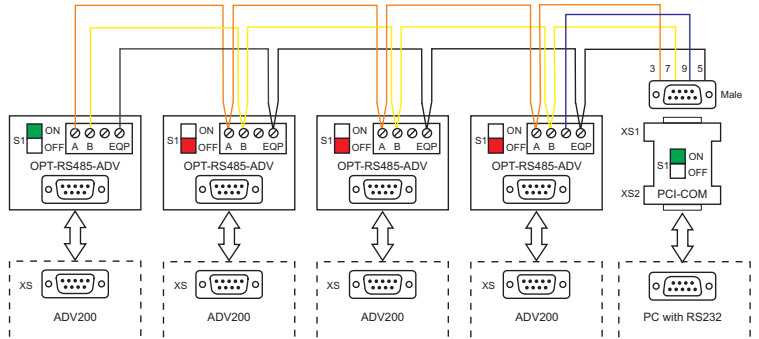 3 7 9 5
Male
S1 ON
OFF A B EQP
OPT-RS485-ADV
S1 ON
OFF A B EQP
OPT-RS485-ADV
S1 ON
OFF A B EQP
OPT-RS485-ADV
S1 ON
OFF A B EQP
OPT-RS485-ADV
XS1
S1 ON
OFF
XS2 PCI-COM
XS
ADV200
XS
ADV200
XS
ADV200
XS
ADV200
PC with RS232